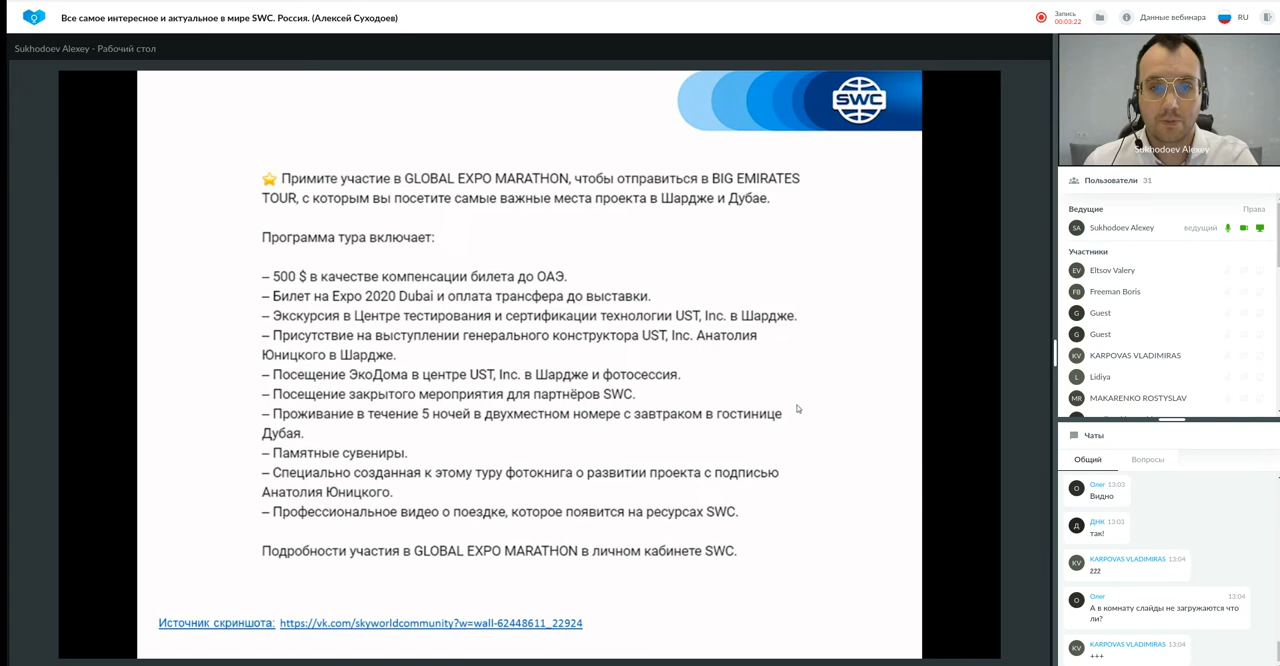 Все самое интересное и актуальное в мире SWC. Россия. (Алексей Суходоев)
Запись
00:03:22
Данные вебинара
RU
Sukhodoev Alexey - Рабочий стол
SWC
Примите участие в GLOBAL EXPO MARATHON, чтобы отправиться в BIG EMIRATES
TOUR, с которым вы посетите самые важные места проекта в Шардже и Дубае.
Программа тура включает:
– 500 $ в качестве компенсации билета до ОАЭ.
– Билет на Expo 2020 Dubai и оплата трансфера до выставки.
– Экскурсия в Центре тестирования и сертификации технологии UST, Inc. в Шардже.
– Присутствие на выступлении генерального конструктора UST, Inc. Анатолия
Юницкого в Шардже.
– Посещение ЭкоДома в центре UST, Inc. в Шардже и фотосессия.
– Посещение закрытого мероприятия для партнёров SWC.
– Проживание в течение 5 ночей в двухместном номере с завтраком в гостинице
Дубая.
– Памятные сувениры.
– Специально созданная к этому туру фотокнига о развитии проекта с подписью
Анатолия Юницкого.
– Профессиональное видео о поездке, которое появится на ресурсах SWC.
Подробности участия в GLOBAL EXPO MARATHON в личном кабинете SWC.
Источник скриншота: https://vk.com/skyworldcommunity?w=wall-62448611_22924
Sukhodoev Alexey
Пользователи 31
Ведущие Права
SA Sukhodoev Alexey ведущий
Участники
EV Eltsov Valery
FB Freeman Boris
G Guest
G Guest
KV KARPOVAS VLADIMIRAS
L Lidiya
MR MAKARENKO ROSTYSLAV
Чаты
Общий Вопросы
О Олег 13:03
Видно
Д ДНК 13:03
так!
KV KARPOVAS VLADIMIRAS 13:04
zzz
О Олег 13:04
А в комнату слайды не загружаются что
ли?
KV KARPOVAS VLADIMIRAS 13:04
+++